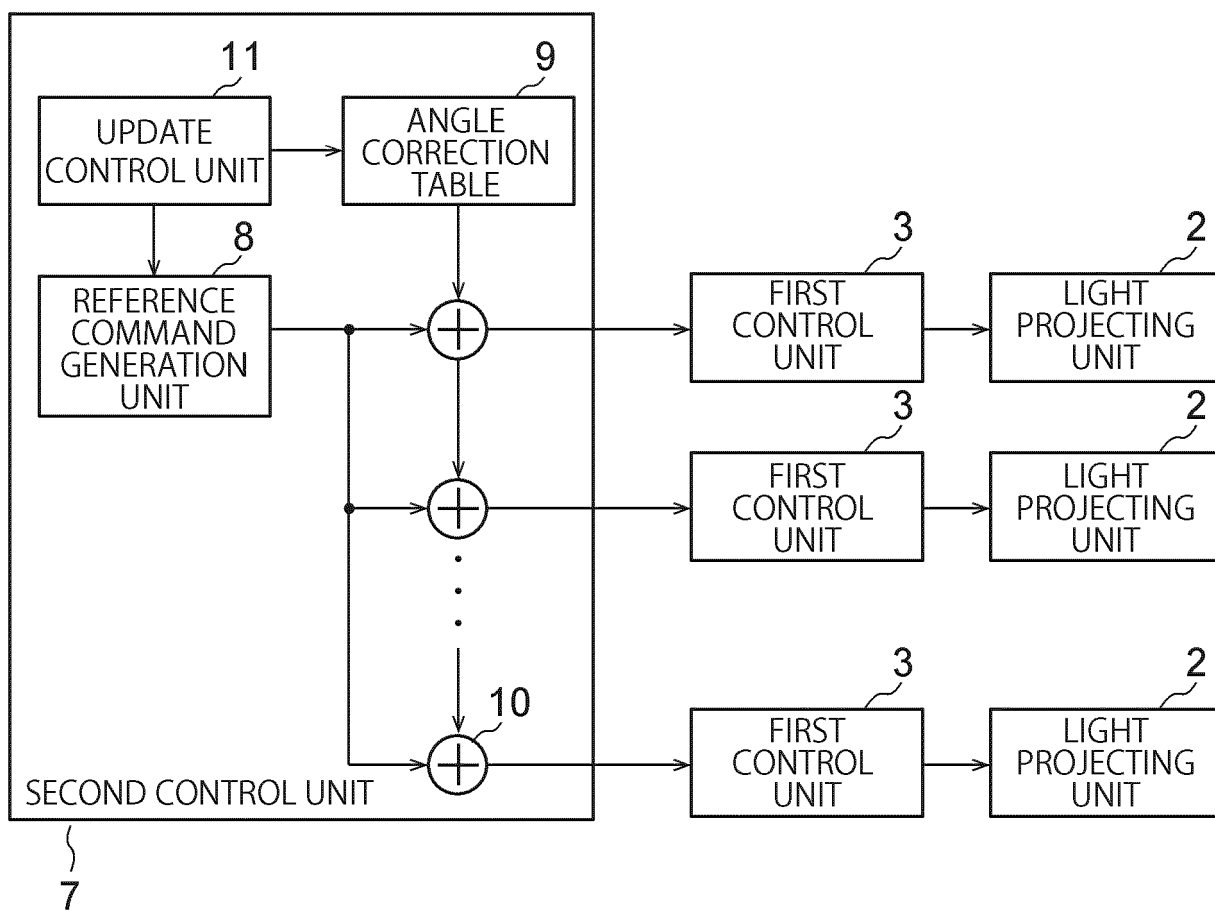 11
9
UPDATE
CONTROL UNIT
ANGLE
CORRECTION
TABLE
8
REFERENCE
COMMAND
GENERATION
UNIT
3
2
FIRST
CONTROL
UNIT
LIGHT
PROJECTING
UNIT
3
2
FIRST
CONTROL
UNIT
LIGHT
PROJECTING
UNIT
10
3
2
FIRST
CONTROL
UNIT
LIGHT
PROJECTING
UNIT
SECOND CONTROL UNIT
7